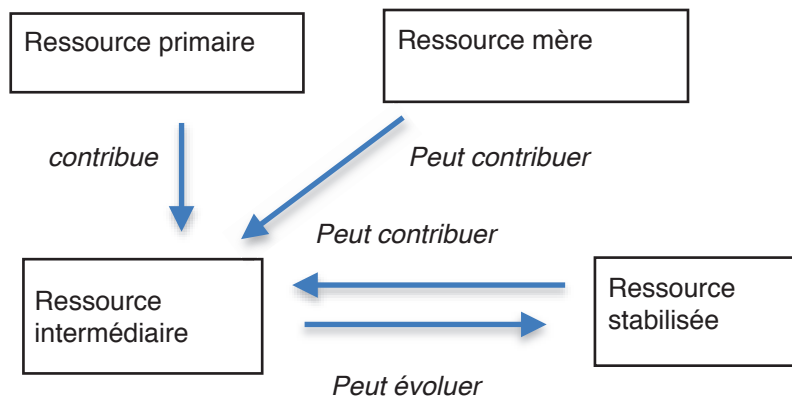 Ressource primaire
Ressource mère
contribue
Peut contribuer
Peut contribuer
Ressource
intermédiaire
Ressource
stabilisée
Peut évoluer